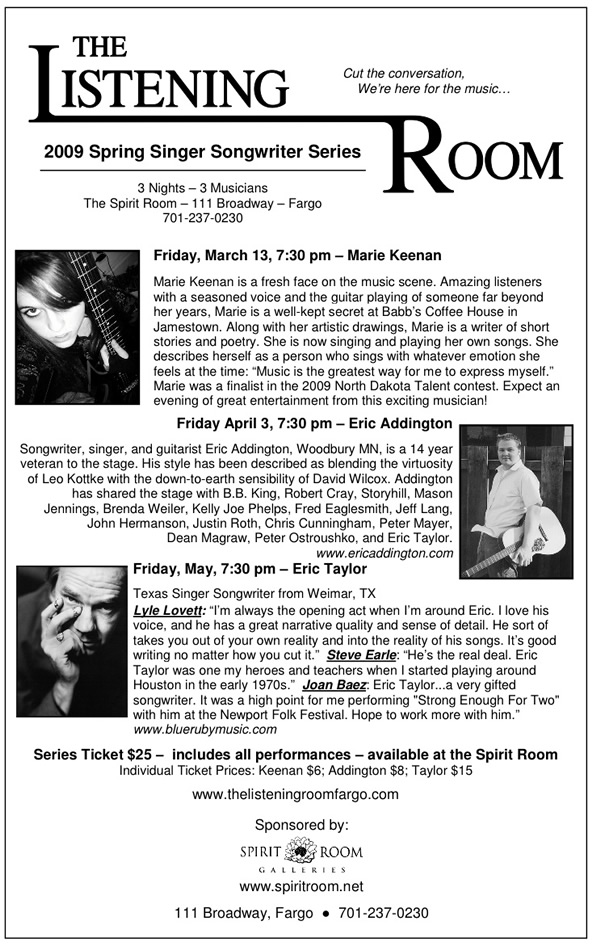 THE
LISTENING
ROOM
Cut the conversation,
We're here for the music…
2009 Spring Singer Songwriter Series
3 Nights – 3 Musicians
The Spirit Room – 111 Broadway – Fargo
701-237-0230
Friday, March 13, 7:30 pm – Marie Keenan
Marie Keenan is a fresh face on the music scene. Amazing listeners
with a seasoned voice and the guitar playing of someone far beyond
her years, Marie is a well-kept secret at Babb's Coffee House in
Jamestown. Along with her artistic drawings, Marie is a writer of short
stories and poetry. She is now singing and playing her own songs. She
describes herself as a person who sings with whatever emotion she
feels at the time: “Music is the greatest way for me to express myself.”
Marie was a finalist in the 2009 North Dakota Talent contest. Expect an
evening of great entertainment from this exciting musician!
Friday April 3, 7:30 pm – Eric Addington
Songwriter, singer, and guitarist Eric Addington, Woodbury MN, is a 14 year
veteran to the stage. His style has been described as blending the virtuosity
of Leo Kottke with the down-to-earth sensibility of David Wilcox. Addington
has shared the stage with B.B. King, Robert Cray, Storyhill, Mason
Jennings, Brenda Weiler, Kelly Joe Phelps, Fred Eaglesmith, Jeff Lang,
John Hermanson, Justin Roth, Chris Cunningham, Peter Mayer,
Dean Magraw, Peter Ostroushko, and Eric Taylor.
www.ericaddington.com
Friday, May, 7:30 pm – Eric Taylor
Texas Singer Songwriter from Weimar, TX
Lyle Lovett: “I'm always the opening act when I'm around Eric. I love his
voice, and he has a great narrative quality and sense of detail. He sort of
takes you out of your own reality and into the reality of his songs. It's good
writing no matter how you cut it.” Steve Earle: “He's the real deal. Eric
Taylor was one my heroes and teachers when I started playing around
Houston in the early 1970s.” Joan Baez: Eric Taylor...a very gifted
songwriter. It was a high point for me performing "Strong Enough For Two"
with him at the Newport Folk Festival. Hope to work more with him.”
www.bluerubymusic.com
Series Ticket $25 – includes all performances – available at the Spirit Room
Individual Ticket Prices: Keenan $6; Addington $8; Taylor $15
www.thelisteningroomfargo.com
Sponsored by:
SPIRIT ROOM
GALLERIES
www.spiritroom.net
111 Broadway, Fargo ● 701-237-0230